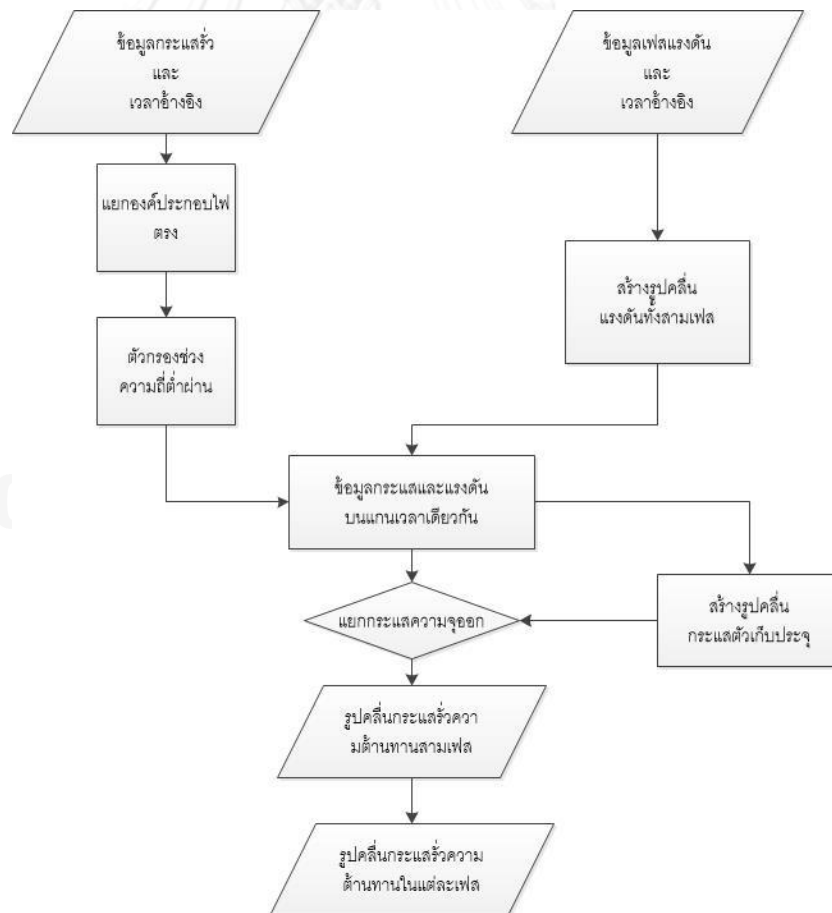 ข้อมูลกระแสรั่ว
และ
เวลาอ้างอิง
ข้อมูลเฟสแรงดัน
และ
เวลาอ้างอิง
แยกองค์ประกอบไฟ
ตรง
สร้างรูปคลื่น
แรงดันทั้งสามเฟส
ตัวกรองช่วง
ความถี่ต่ำผ่าน
ข้อมูลกระแสและแรงดัน
บนแกนเวลาเดียวกัน
แยกกระแสความจุออก
สร้างรูปคลื่น
กระแสตัวเก็บประจุ
รูปคลื่นกระแสรั่วควา
มต้านทานสามเฟส
รูปคลื่นกระแสรั่วความ
ต้านทานในแต่ละเฟส